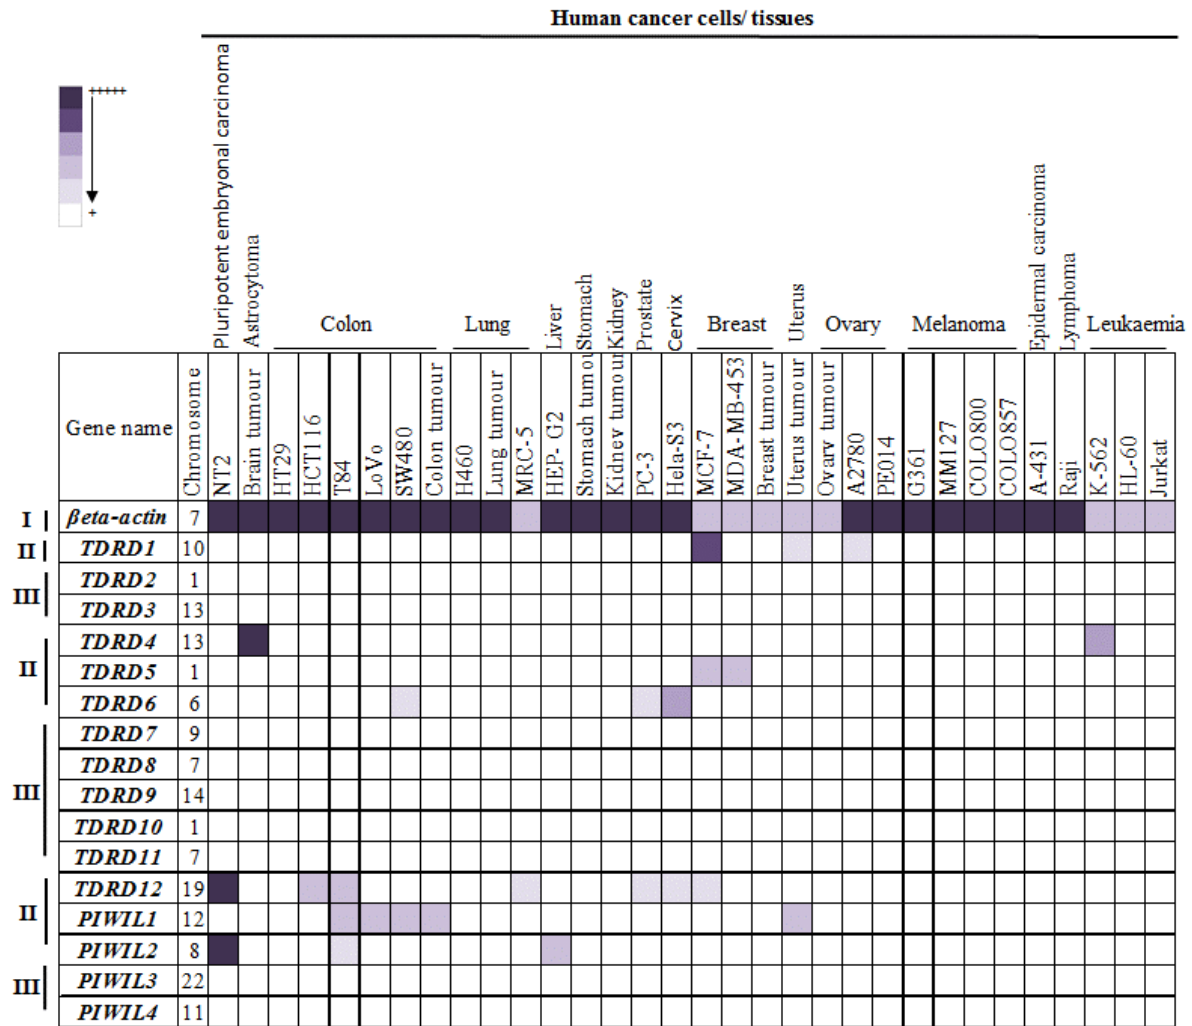 Human cancer cells/ tissues
+++++
+
Pluripotent embryonal carcinoma
Astrocytoma
Colon
Lung
Liver
Stomach
Kidney
Prostate
Cervix
Breast
Uterus
Ovary
Melanoma
Epidermal carcinoma
Lymphoma
Leukaemia
Gene name
Chromosome
NT2
Brain tumour
HT29
HCT116
T84
LoVo
SW480
Colon tumour
H460
Lung tumour
MRC-5
HEP- G2
Stomach tumou
Kidnev tumour
PC-3
Hela-S3
MCF-7
MDA-MB-453
Breast tumour
Uterus tumour
Ovarv tumour
A2780
PE014
G361
MM127
COLO800
COLO857
A-431
Raji
K-562
HL-60
Jurkat
I βeta-actin 7
II TDRD1 10
III
TDRD2 1
TDRD3 13
II
TDRD4 13
TDRD5 1
TDRD6 6
III
TDRD7 9
TDRD8 7
TDRD9 14
TDRD10 1
TDRD11 7
II
TDRD12 19
PIWIL1 12
PIWIL2 8
III
PIWIL3 22
PIWIL4 11